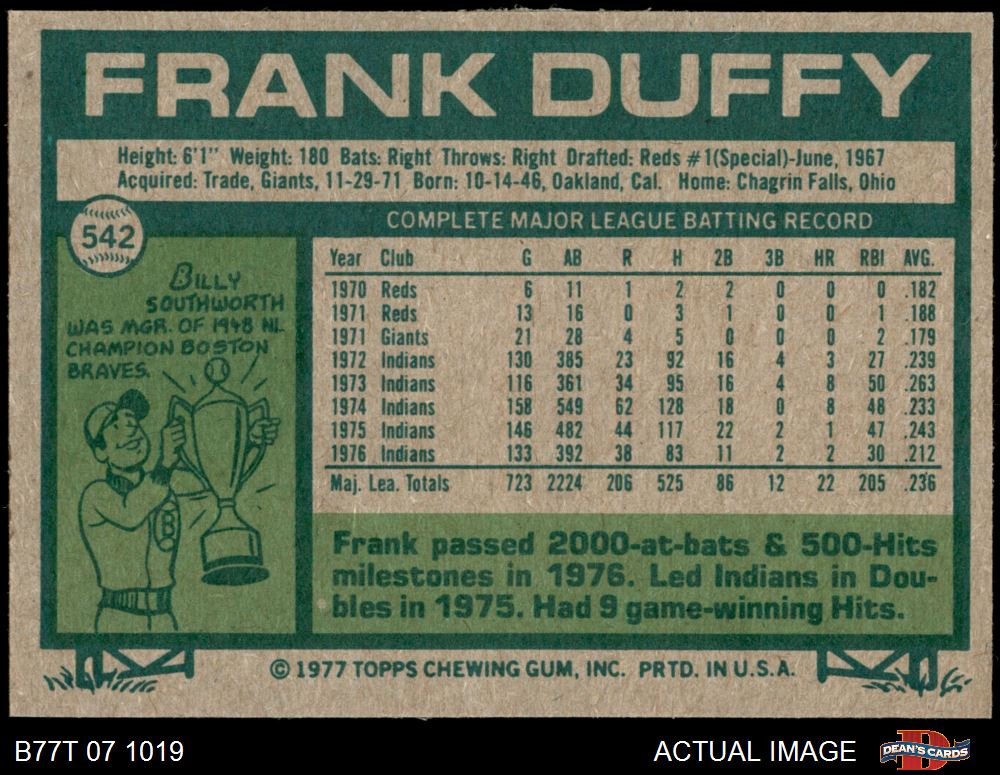 FRANK DUFFY
Height: 6'1" Weight: 180 Bats: Right Throws: Right Drafted: Reds #1(Special)-June, 1967
Acquired: Trade, Giants, 11-29-71 Born: 10-14-46, Oakland, Cal. Home: Chagrin Falls, Ohio
542
BILLY
SOUTHWORTH
WAS MGR. OF 1948 NL
CHAMPION BOSTON
BRAVES.
B
COMPLETE MAJOR LEAGUE BATTING RECORD
Year Club G AB R H 2B 3B HR RBI AVG.
1970 Reds 6 11 1 2 2 0 0 0 .182
1971 Reds 13 16 0 3 1 0 0 1 .188
1971 Giants 21 28 4 5 0 0 0 2 .179
1972 Indians 130 385 23 92 16 4 3 27 .239
1973 Indians 116 361 34 95 16 4 8 50 .263
1974 Indians 158 549 62 128 18 0 8 48 .233
1975 Indians 146 482 44 117 22 2 1 47 .243
1976 Indians 133 392 38 83 11 2 2 30 .212
Maj. Lea. Totals 723 2224 206 525 86 12 22 205 .236
Frank passed 2000-at-bats & 500-Hits
milestones in 1976. Led Indians in Dou-
bles in 1975. Had 9 game-winning Hits.
© 1977 TOPPS CHEWING GUM, INC. PRTD. IN U.S.A.
B77T 07 1019 ACTUAL IMAGE D DEAN'S CARDS